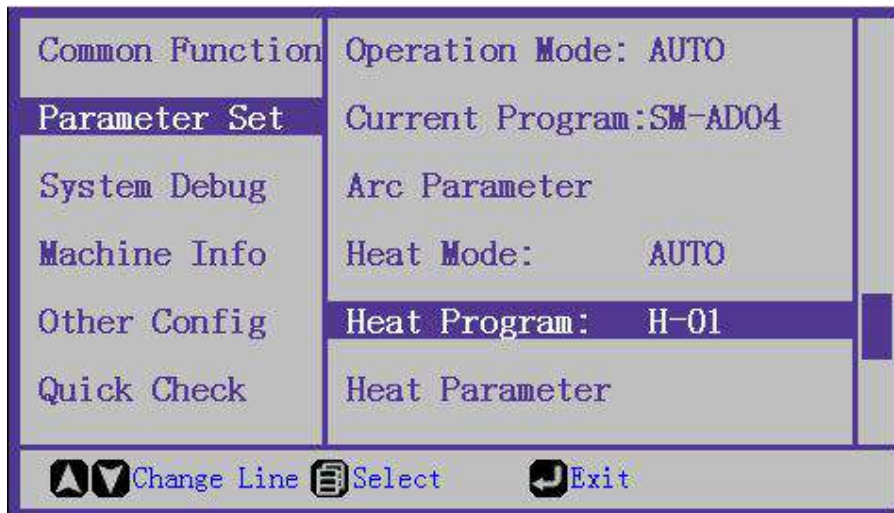 Common Function
Parameter Set
System Debug
Machine Info
Other Config
Quick Check
Operation Mode: AUTO
Current Program:SM-AD04
Arc Parameter
Heat Mode: AUTO
Heat Program: H-01
Heat Parameter
Change Line Select Exit